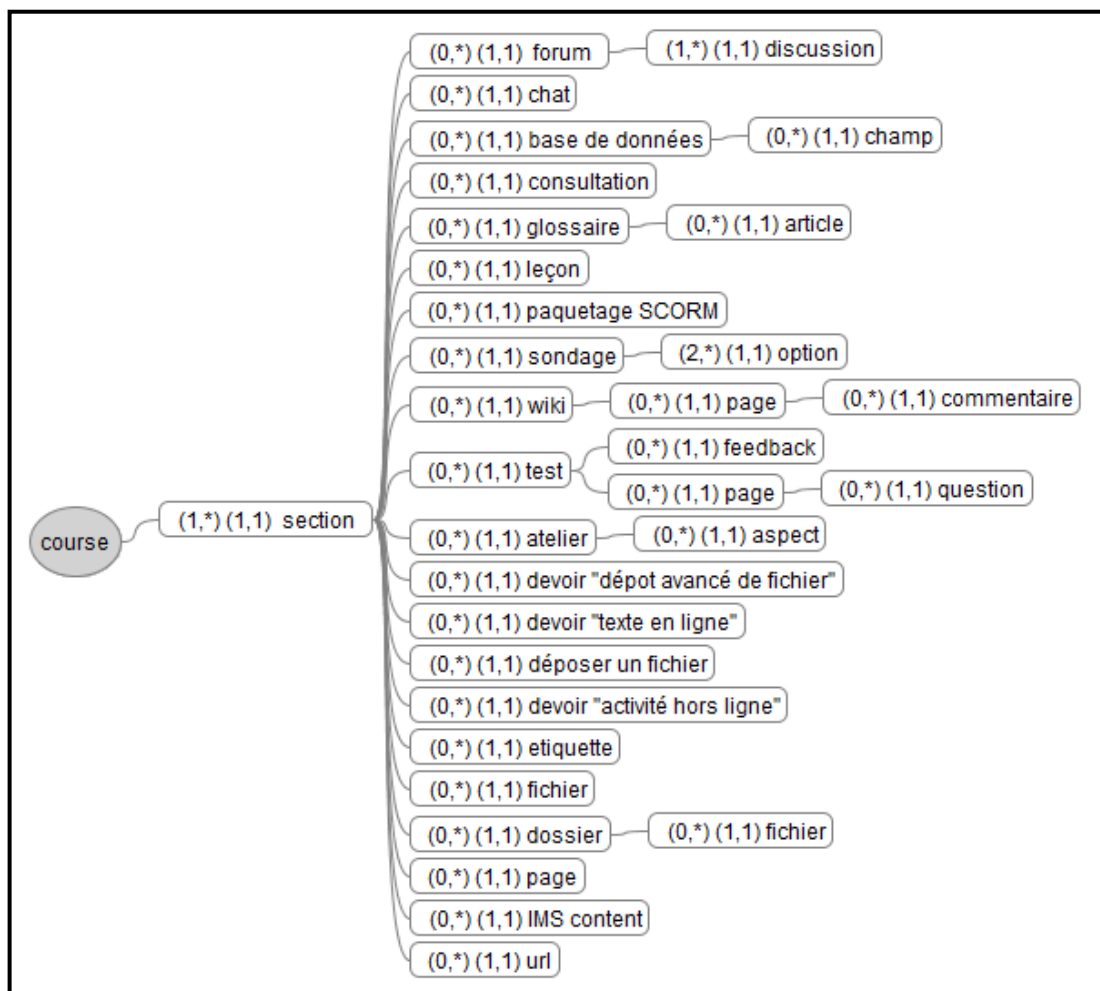 (0,*) (1,1)  forum
(1,*) (1,1) discussion
(0,*) (1,1) chat
(0,*) (1,1) base de données
(0,*) (1,1) champ
(0,*) (1,1) consultation
(0,*) (1,1) glossaire
(0,*) (1,1) article
(0,*) (1,1) leçon
(0,*) (1,1) paquetage SCORM
(0,*) (1,1) sondage
(2,*) (1,1) option
(0,*) (1,1) wiki
(0,*) (1,1) page
(0,*) (1,1) commentaire
(0,*) (1,1) test
(0,*) (1,1) feedback
(0,*) (1,1) page
(0,*) (1,1) question
course
(1,*) (1,1)  section
(0,*) (1,1) atelier
(0,*) (1,1) aspect
(0,*) (1,1) devoir "dépot avancé de fichier"
(0,*) (1,1) devoir "texte en ligne"
(0,*) (1,1) déposer un fichier
(0,*) (1,1) devoir "activité hors ligne"
(0,*) (1,1) etiquette
(0,*) (1,1) fichier
(0,*) (1,1) dossier
(0,*) (1,1) fichier
(0,*) (1,1) page
(0,*) (1,1) IMS content
(0,*) (1,1) url